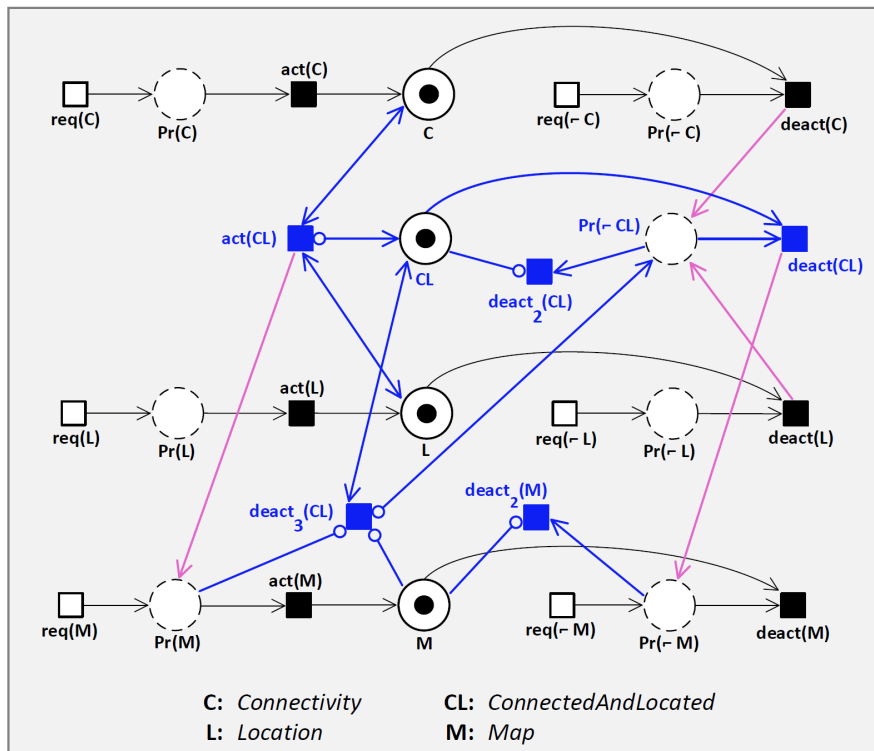 act(C)
req(C)
Pr(C)
C
req(⌐ C)
Pr(⌐ C)
deact(C)
act(CL)
CL
Pr(⌐ CL)
deact(CL)
deact₂(CL)
act(L)
req(L)
Pr(L)
L
req(⌐ L)
Pr(⌐ L)
deact(L)
deact₃(CL)
deact₂(M)
act(M)
req(M)
Pr(M)
M
req(⌐ M)
Pr(⌐ M)
deact(M)
C: Connectivity CL: ConnectedAndLocated
L: Location M: Map